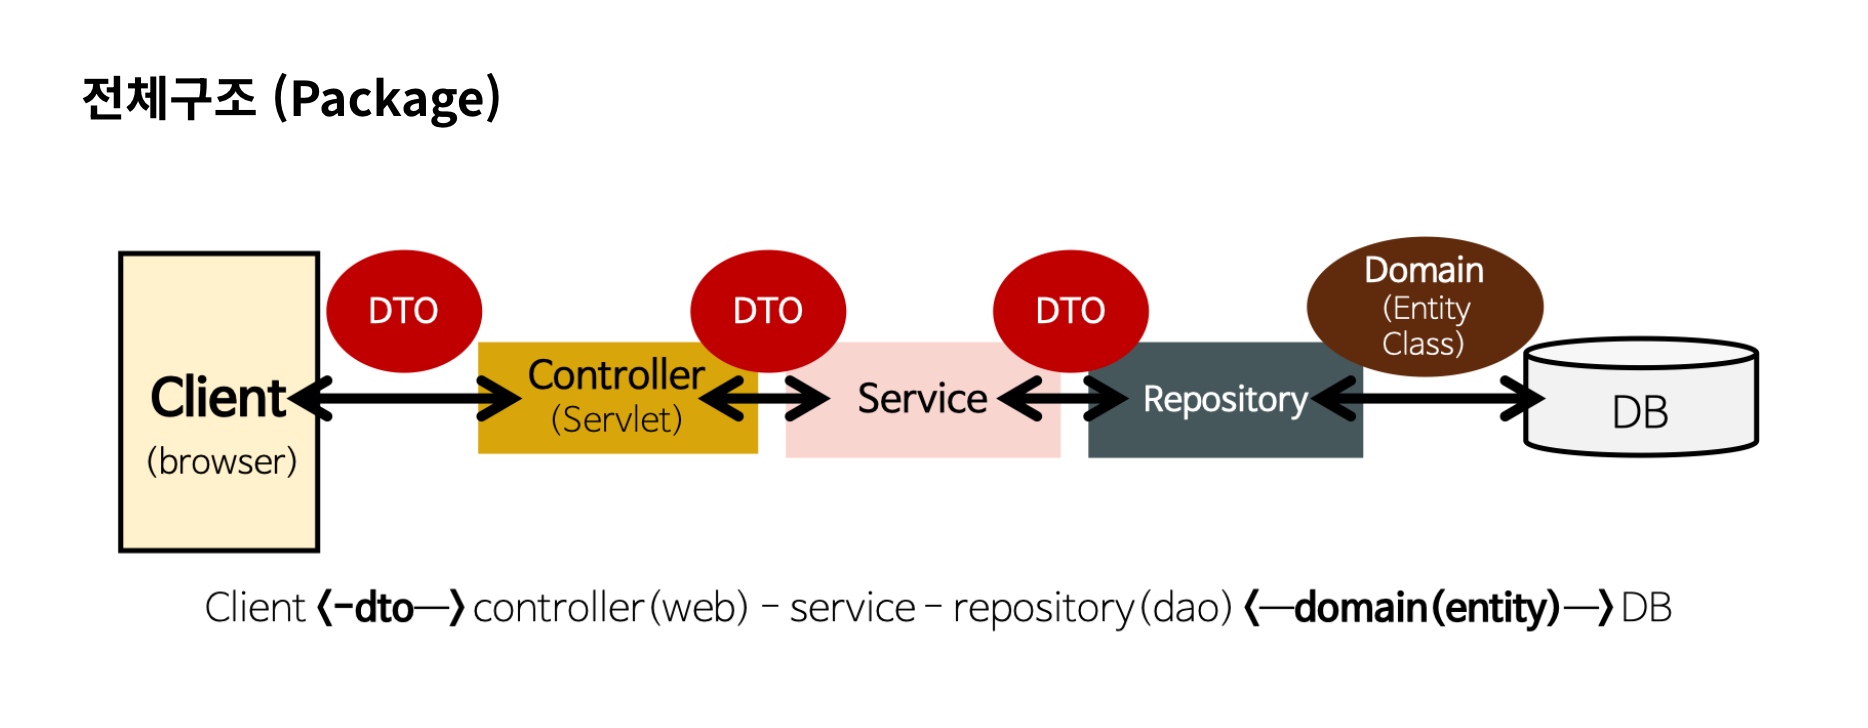 전체구조 (Package)
DTO
DTO
DTO
Domain
(Entity
Class)
Client
(browser)
Controller
(Servlet)
Service
Repository
DB
Client <-dto—> controller(web) - service - repository(dao) <—domain(entity)—> DB